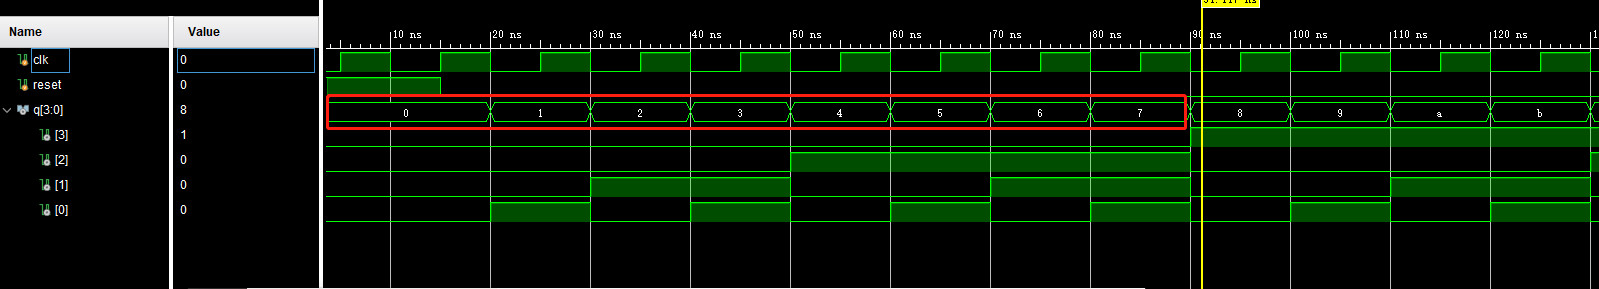 Name Value
10 ns 20 ns 30 ns 40 ns 50 ns 60 ns 70 ns 80 ns 90 ns 100 ns 110 ns 120 ns
clk 0
reset 0
q[3:0] 8 0 1 2 3 4 5 6 7 8 9 a b
[3] 1
[2] 0
[1] 0
[0] 0